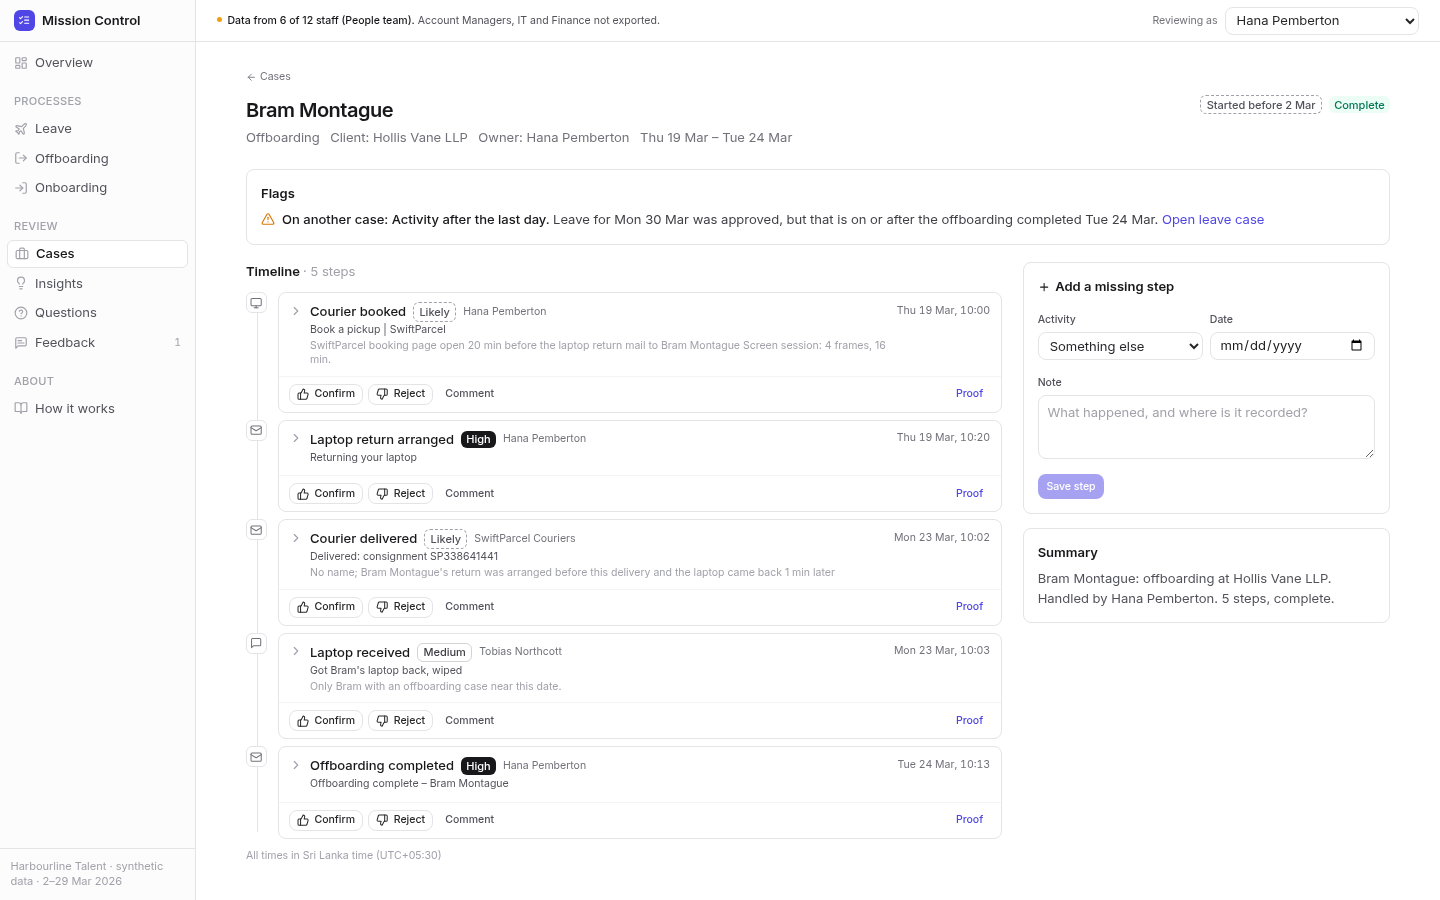 Mission Control
Data from 6 of 12 staff (People team). Account Managers, IT and Finance not exported.
Reviewing as
Hana Pemberton
Overview
PROCESSES
Leave
Offboarding
Onboarding
REVIEW
Cases
Insights
Questions
Feedback 1
ABOUT
How it works
Harbourline Talent · synthetic
data · 2–29 Mar 2026
← Cases
Bram Montague
Started before 2 Mar
Complete
Offboarding Client: Hollis Vane LLP Owner: Hana Pemberton Thu 19 Mar – Tue 24 Mar
Flags
On another case: Activity after the last day. Leave for Mon 30 Mar was approved, but that is on or after the offboarding completed Tue 24 Mar. Open leave case
Timeline · 5 steps
Courier booked Likely Hana Pemberton Thu 19 Mar, 10:00
Book a pickup | SwiftParcel
SwiftParcel booking page open 20 min before the laptop return mail to Bram Montague Screen session: 4 frames, 16
min.
Confirm Reject Comment Proof
Laptop return arranged High Hana Pemberton Thu 19 Mar, 10:20
Returning your laptop
Confirm Reject Comment Proof
Courier delivered Likely SwiftParcel Couriers Mon 23 Mar, 10:02
Delivered: consignment SP338641441
No name; Bram Montague's return was arranged before this delivery and the laptop came back 1 min later
Confirm Reject Comment Proof
Laptop received Medium Tobias Northcott Mon 23 Mar, 10:03
Got Bram's laptop back, wiped
Only Bram with an offboarding case near this date.
Confirm Reject Comment Proof
Offboarding completed High Hana Pemberton Tue 24 Mar, 10:13
Offboarding complete – Bram Montague
Confirm Reject Comment Proof
All times in Sri Lanka time (UTC+05:30)
+ Add a missing step
Activity Date
Something else mm/dd/yyyy
Note
What happened, and where is it recorded?
Save step
Summary
Bram Montague: offboarding at Hollis Vane LLP.
Handled by Hana Pemberton. 5 steps, complete.